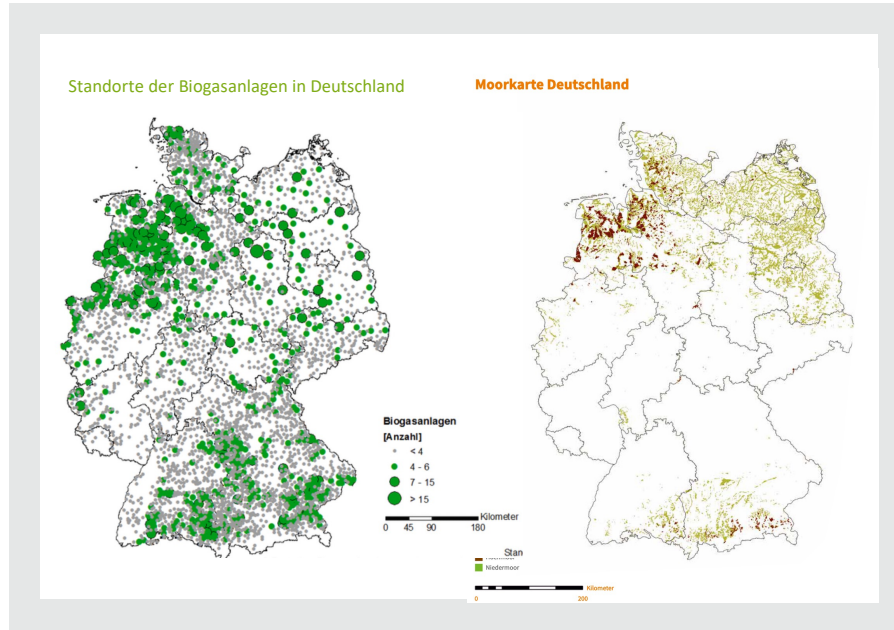 Standorte der Biogasanlagen in Deutschland
Moorkarte Deutschland
Biogasanlagen
[Anzahl]
< 4
4 - 6
7 - 15
> 15
Kilometer
0 45 90 180
Stan
Niedermoor
Kilometer
0 200